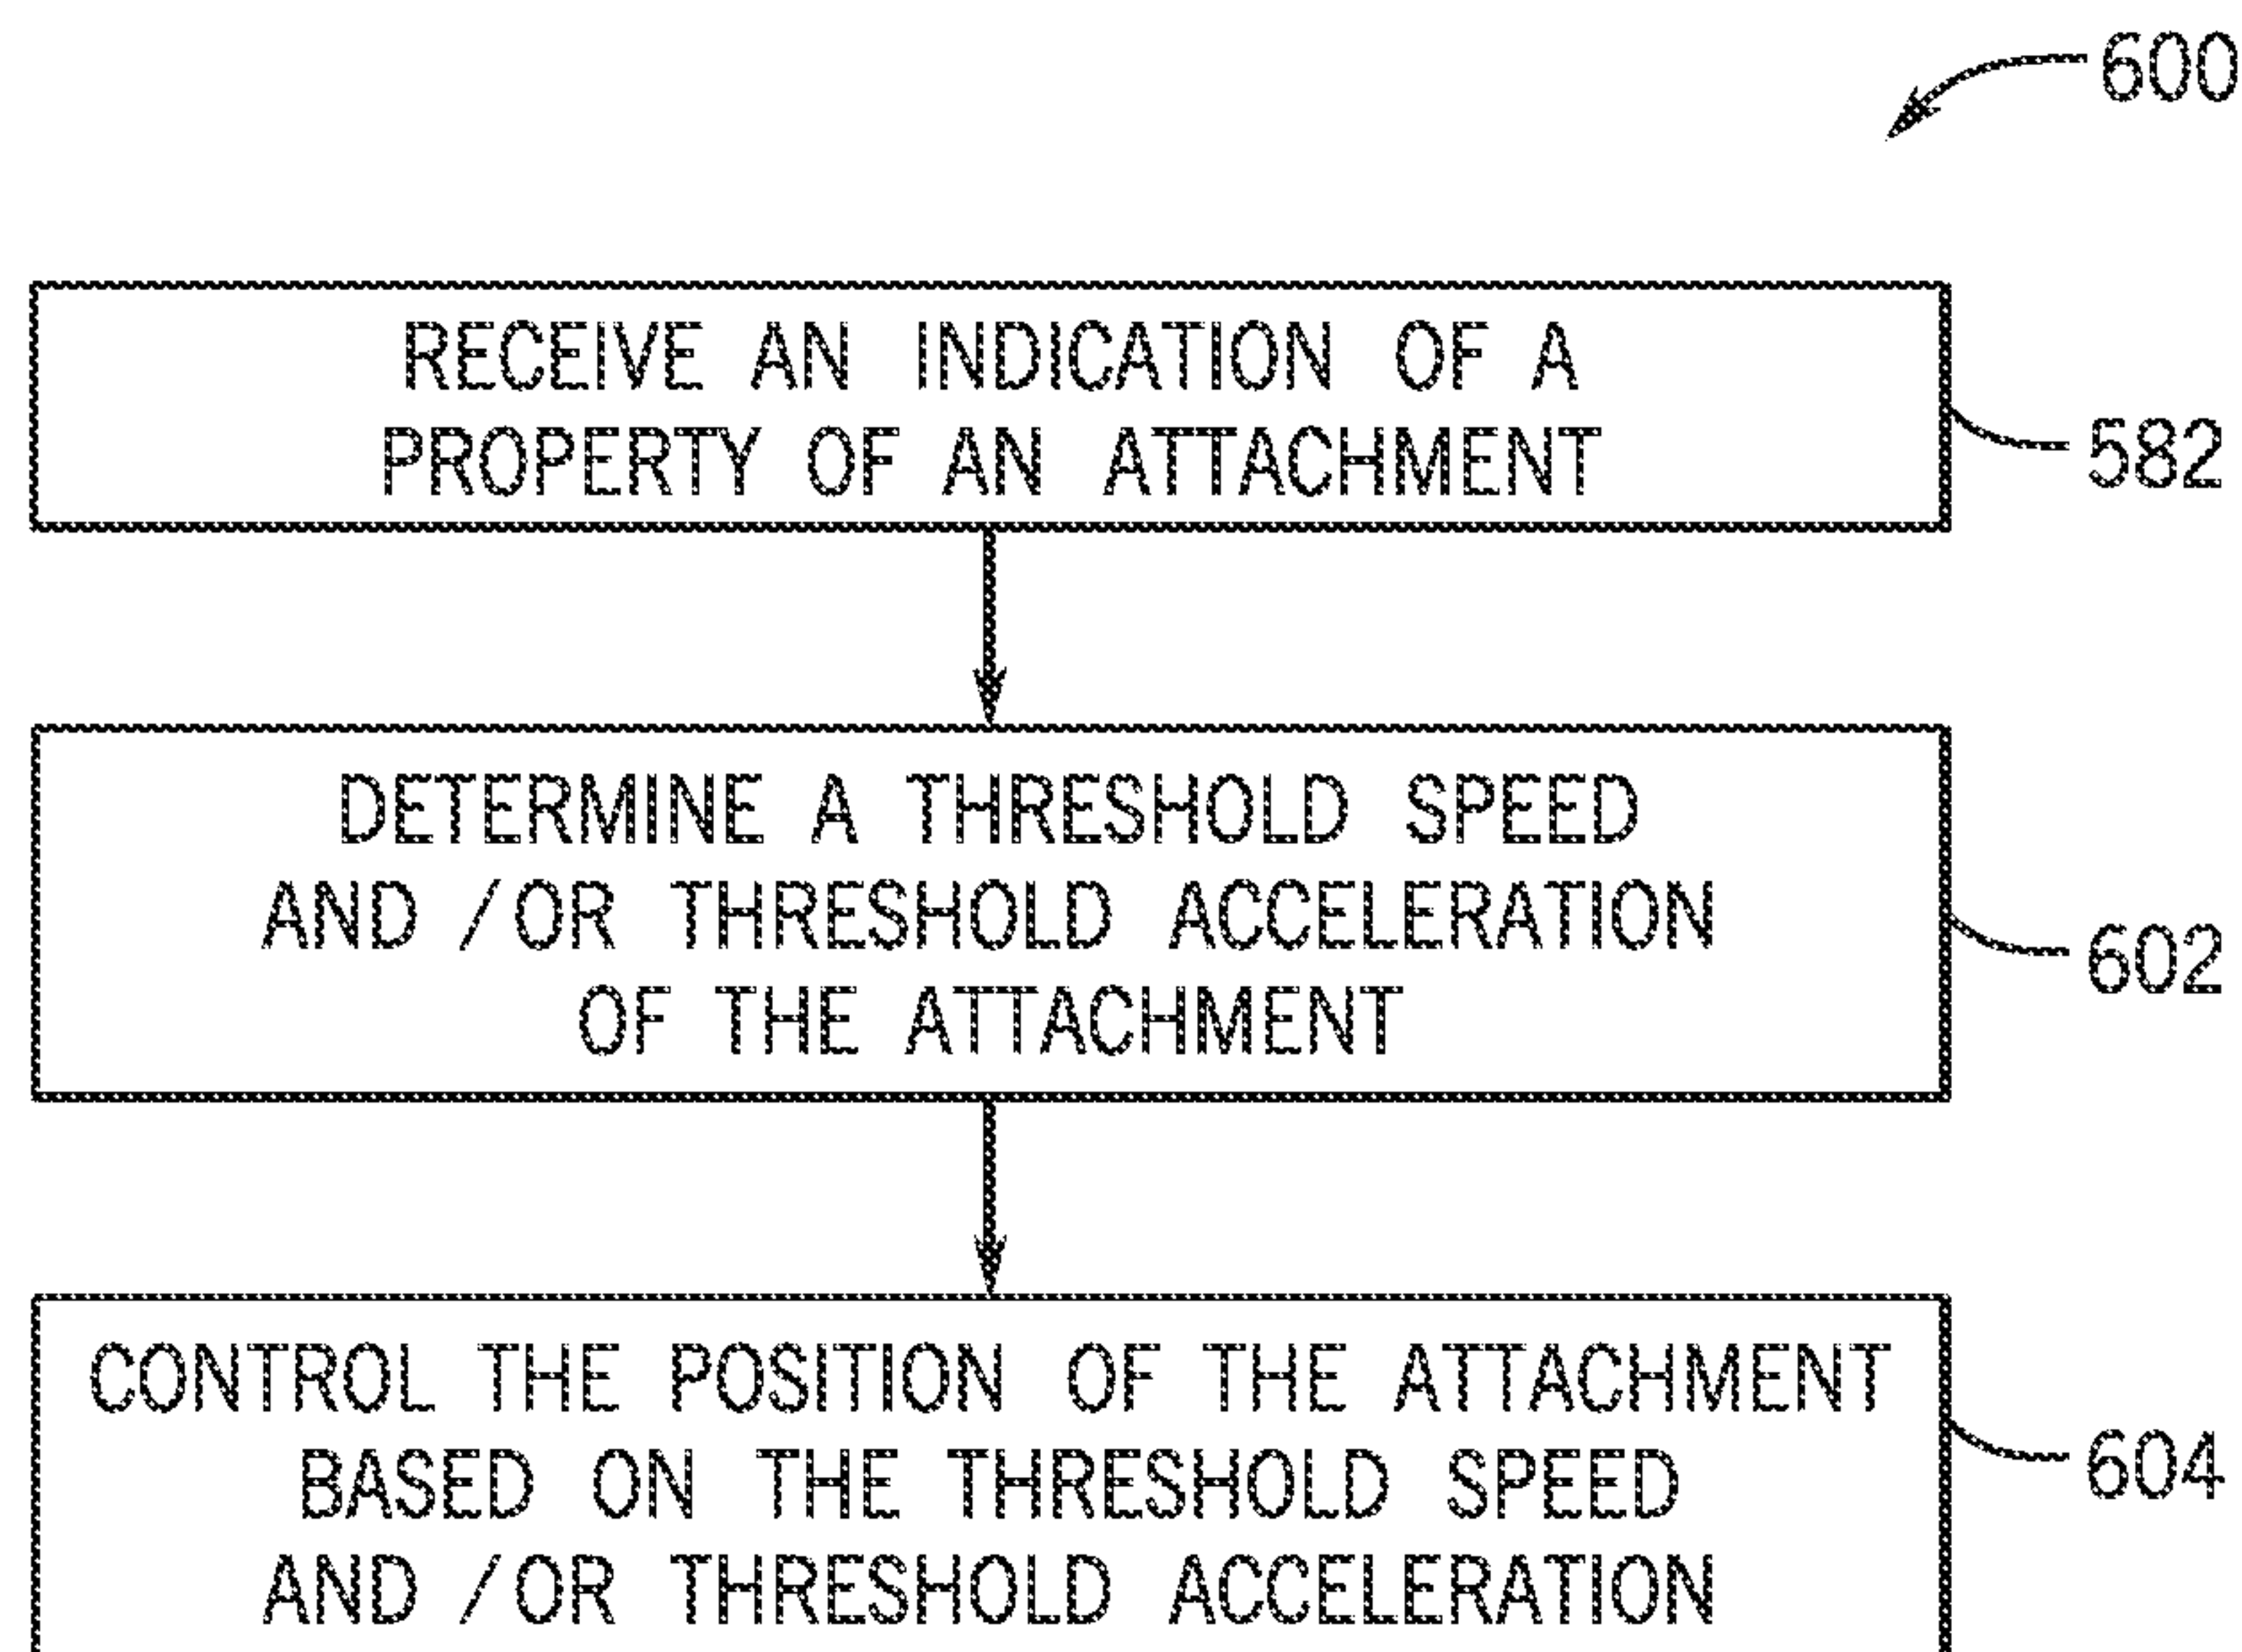 600
RECEIVE AN INDICATION OF A
PROPERTY OF AN ATTACHMENT
582
DETERMINE A THRESHOLD SPEED
AND /OR THRESHOLD ACCELERATION
OF THE ATTACHMENT
602
CONTROL THE POSITION OF THE ATTACHMENT
BASED ON THE THRESHOLD SPEED
AND /OR THRESHOLD ACCELERATION
604